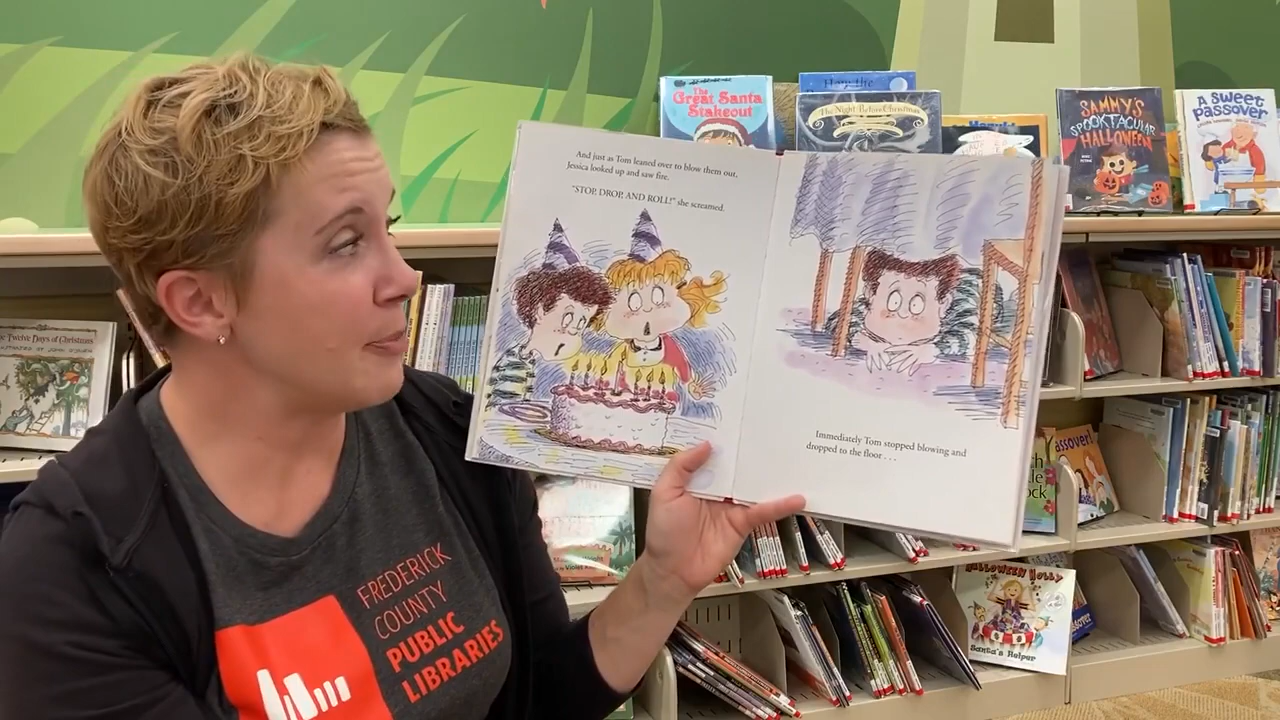 The
Great Santa
Stakeout
How the
The Night Before Christmas
SAMMY'S
SPOOKTACULAR
HALLOWEEN
A Sweet
Passover
And just as Tom leaned over to blow them out,
Jessica looked up and saw fire.
"STOP, DROP, AND ROLL!" she screamed.
Immediately Tom stopped blowing and
dropped to the floor . . .
Twelve Days of Christmas
FREDERICK
COUNTY
PUBLIC
LIBRARIES
HALLOWEEN HOLLY
Santa's Helper